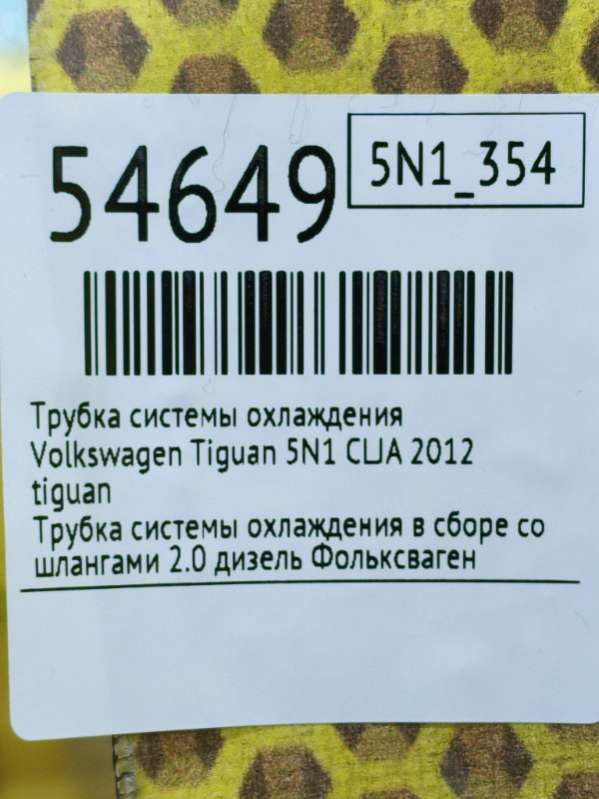 54649
5N1_354
Трубка системы охлаждения
Volkswagen Tiguan 5N1 CLJA 2012
tiguan
Трубка системы охлаждения в сборе со
шлангами 2.0 дизель Фольксваген